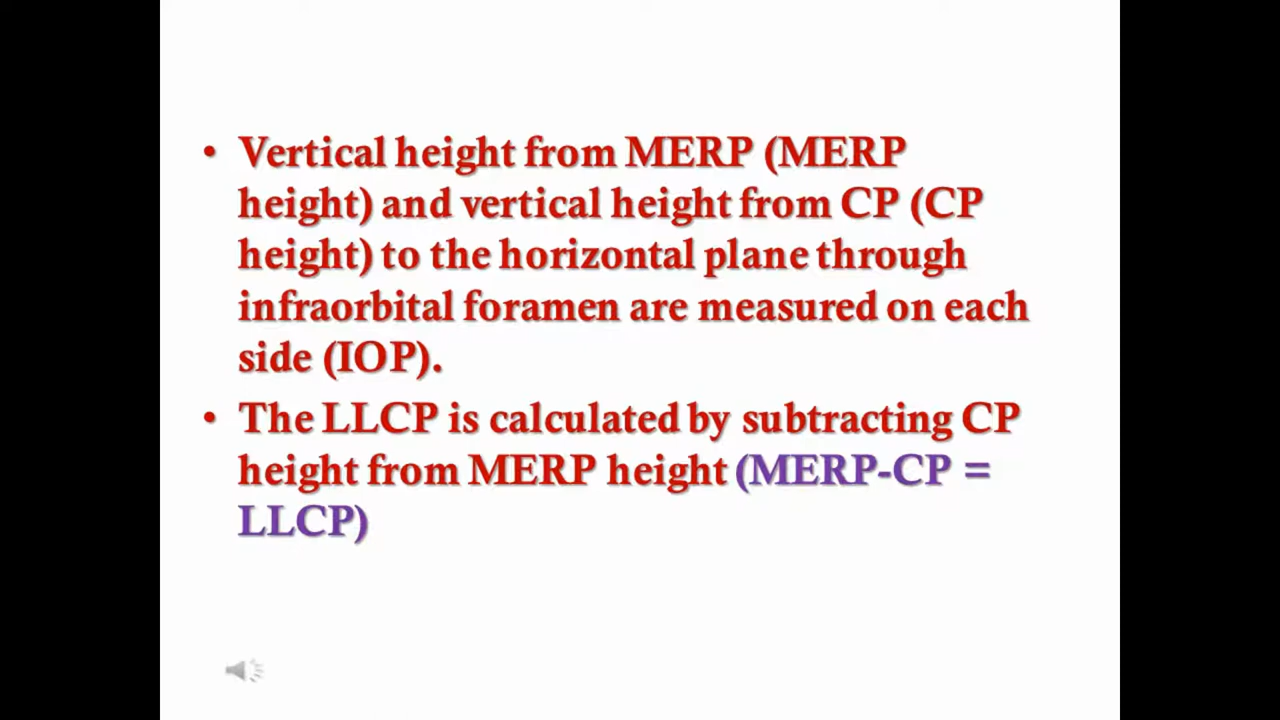 • Vertical height from MERP (MERP
height) and vertical height from CP (CP
height) to the horizontal plane through
infraorbital foramen are measured on each
side (IOP).
• The LLCP is calculated by subtracting CP
height from MERP height (MERP-CP =
LLCP)